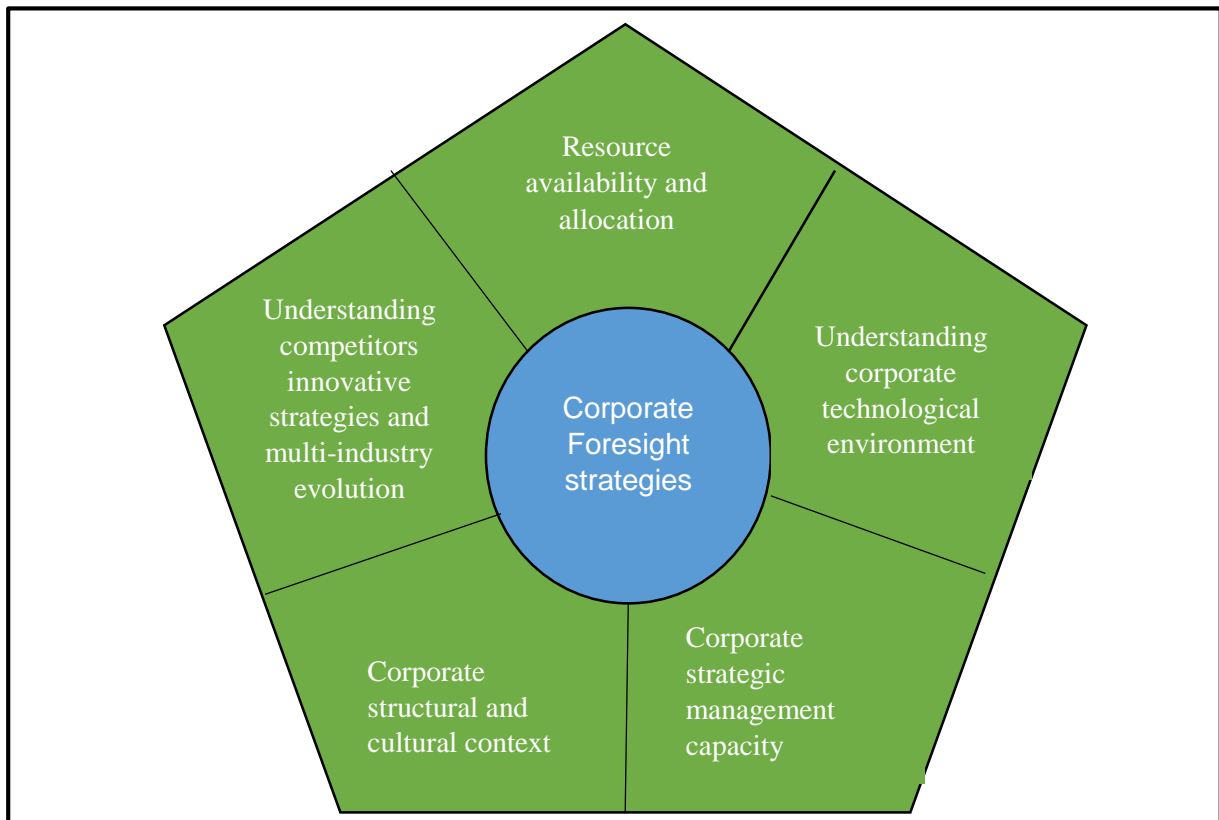 Resource
availability and
allocation
Understanding
competitors
innovative
strategies and
multi-industry
evolution
Understanding
corporate
technological
environment
Corporate
Foresight
strategies
Corporate
structural and
cultural context
Corporate
strategic
management
capacity